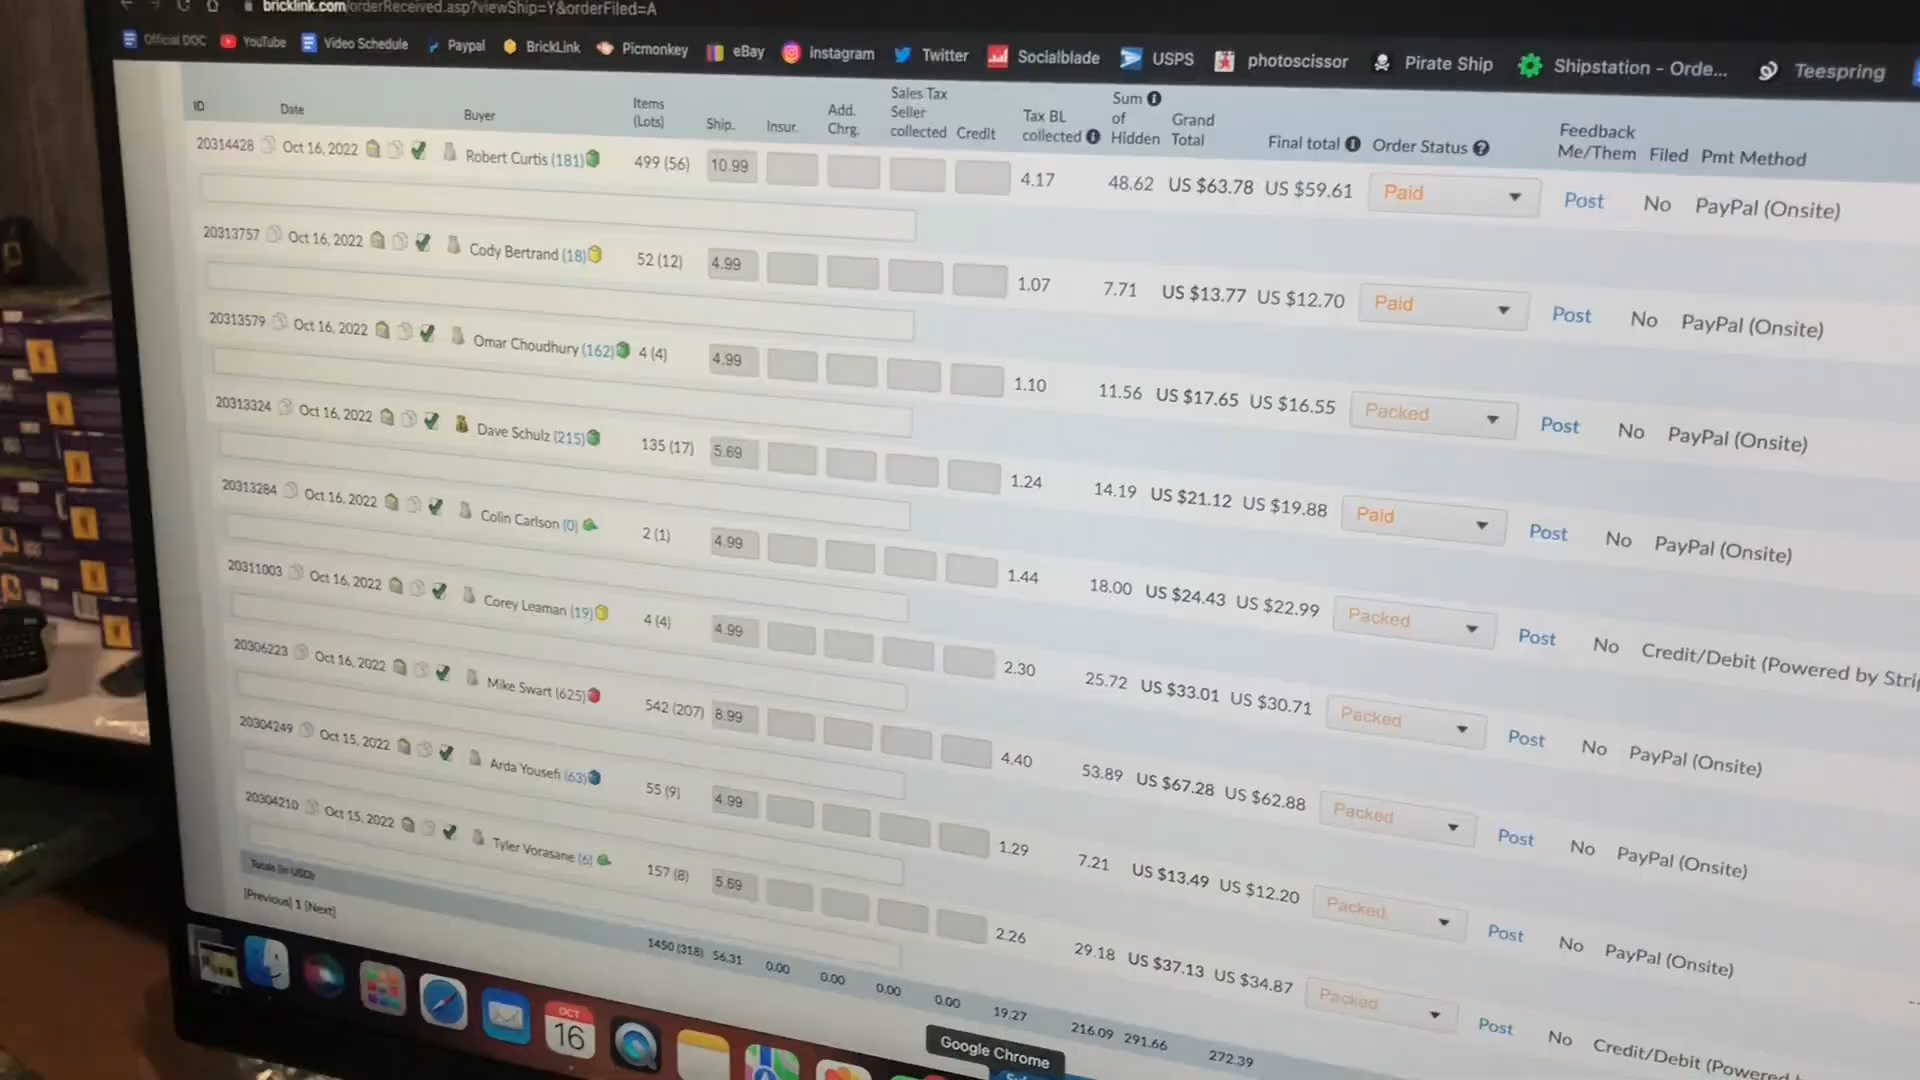 bricklink.com/orderReceived.asp?viewShip=Y&orderFiled=A
Official DOC YouTube Video Schedule Paypal BrickLink Picmonkey eBay Instagram Twitter Socialblade USPS photoscissor Pirate Ship Shipstation - Orde... Teespring
ID Date Buyer Items (Lots) Ship. Insur. Add. Chrg. Sales Tax Seller collected Credit Tax BL collected Sum of Hidden Grand Total Final total Order Status Feedback Me/Them Filed Pmt Method
20314428 Oct 16, 2022 Robert Curtis (181) 499 (56) 10.99 4.17 48.62 US $63.78 US $59.61 Paid Post No PayPal (Onsite)
20313757 Oct 16, 2022 Cody Bertrand (18) 52 (12) 4.99 1.07 7.71 US $13.77 US $12.70 Paid Post No PayPal (Onsite)
20313579 Oct 16, 2022 Omar Choudhury (162) 4 (4) 4.99 1.10 11.56 US $17.65 US $16.55 Packed Post No PayPal (Onsite)
20313324 Oct 16, 2022 Dave Schulz (215) 135 (17) 5.69 1.24 14.19 US $21.12 US $19.88 Paid Post No PayPal (Onsite)
20313284 Oct 16, 2022 Colin Carlson (0) 2 (1) 4.99 1.44 18.00 US $24.43 US $22.99 Packed Post No Credit/Debit (Powered by Strip
20311003 Oct 16, 2022 Corey Leaman (19) 4 (4) 4.99 2.30 25.72 US $33.01 US $30.71 Packed Post No PayPal (Onsite)
20306223 Oct 16, 2022 Mike Swart (625) 542 (207) 8.99 4.40 53.89 US $67.28 US $62.88 Packed Post No PayPal (Onsite)
20304249 Oct 15, 2022 Arda Yousefi (63) 55 (9) 4.99 1.29 7.21 US $13.49 US $12.20 Packed Post No PayPal (Onsite)
20304210 Oct 15, 2022 Tyler Vorasane (6) 157 (8) 5.69 2.26 29.18 US $37.13 US $34.87 Packed Post No Credit/Debit (Powered
Totals (in USD) 1450 (318) 56.31 0.00 0.00 0.00 0.00 19.27 216.09 291.66 272.39
[Previous] 1 [Next]
OCT
16
Google Chrome